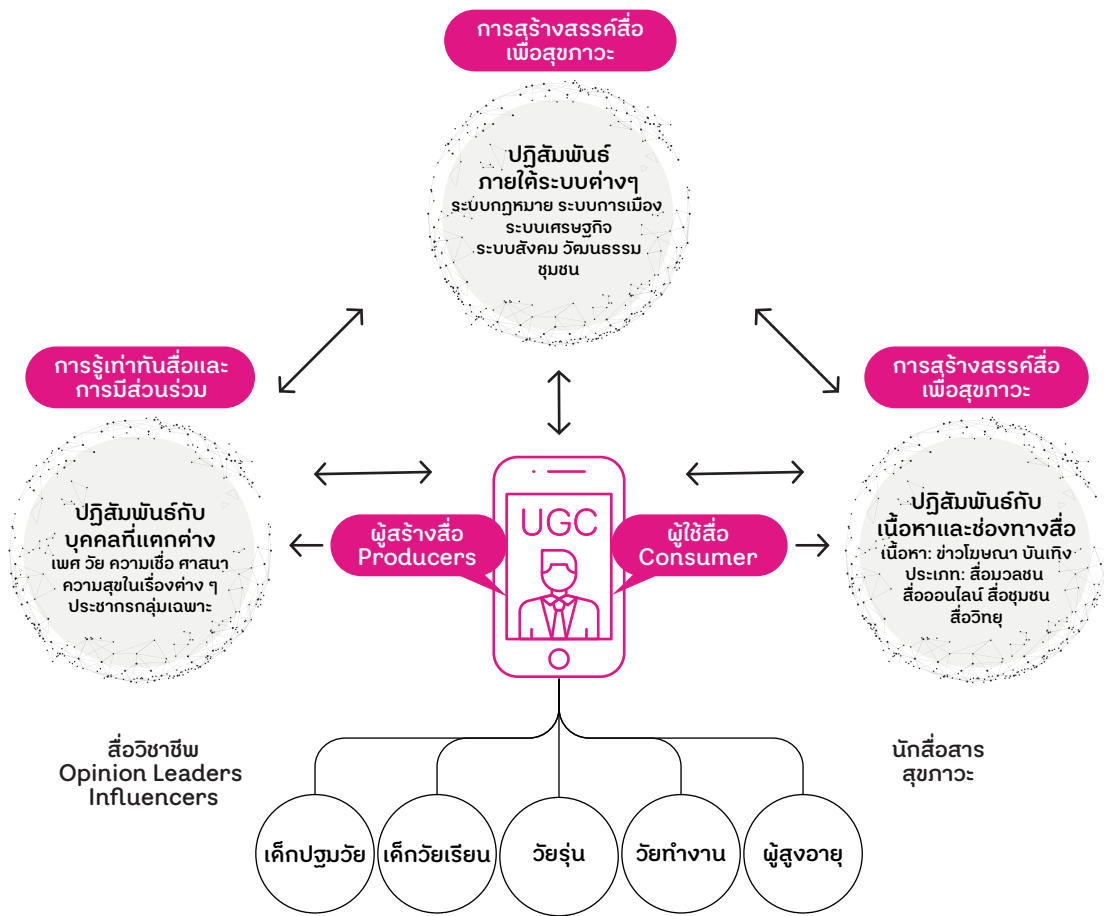 การสร้างสรรค์สื่อ
เพื่อสุขภาวะ
ปฏิสัมพันธ์
ภายใต้ระบบต่างๆ
ระบบกฎหมาย ระบบการเมือง
ระบบเศรษฐกิจ
ระบบสังคม วัฒนธรรม
ชุมชน
การรู้เท่าทันสื่อและ
การมีส่วนร่วม
ปฏิสัมพันธ์กับ
บุคคลที่แตกต่าง
เพศ วัย ความเชื่อ ศาสนา
ความสุขในเรื่องต่าง ๆ
ประชากรกลุ่มเฉพาะ
ผู้สร้างสื่อ
Producers
UGC
ผู้ใช้สื่อ
Consumer
การสร้างสรรค์สื่อ
เพื่อสุขภาวะ
ปฏิสัมพันธ์กับ
เนื้อหาและช่องทางสื่อ
เนื้อหา: ข่าวโฆษณา บันเทิง
ประเภท: สื่อมวลชน
สื่อออนไลน์ สื่อชุมชน
สื่อวิทยุ
สื่อวิชาชีพ
Opinion Leaders
Influencers
นักสื่อสาร
สุขภาวะ
เด็กปฐมวัย
เด็กวัยเรียน
วัยรุ่น
วัยทำงาน
ผู้สูงอายุ